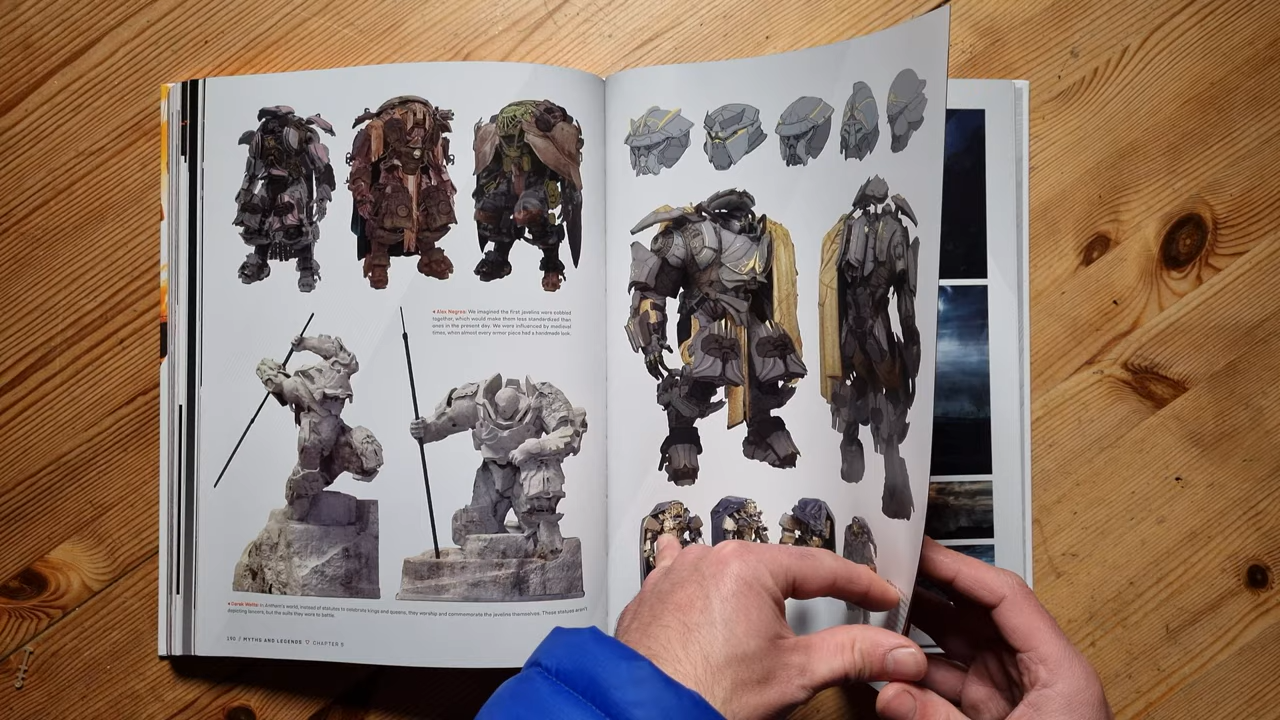 Alex Negrea: We imagined the first javelins were cobbled
together, which would make them less standardized than
ones in the present day. We were influenced by medieval
times, when almost every armor piece had a handmade look.
Derek Watts: In Anthem's world, instead of statues to celebrate kings and queens, they worship and commemorate the javelins themselves. These statues aren't
depicting lancers, but the suits they wore to battle.
190 // MYTHS AND LEGENDS CHAPTER 5